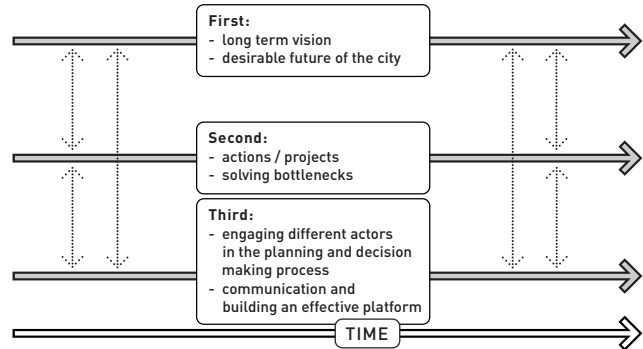 First:
- long term vision
- desirable future of the city
Second:
- actions / projects
- solving bottlenecks
Third:
- engaging different actors
in the planning and decision
making process
- communication and
building an effective platform
TIME